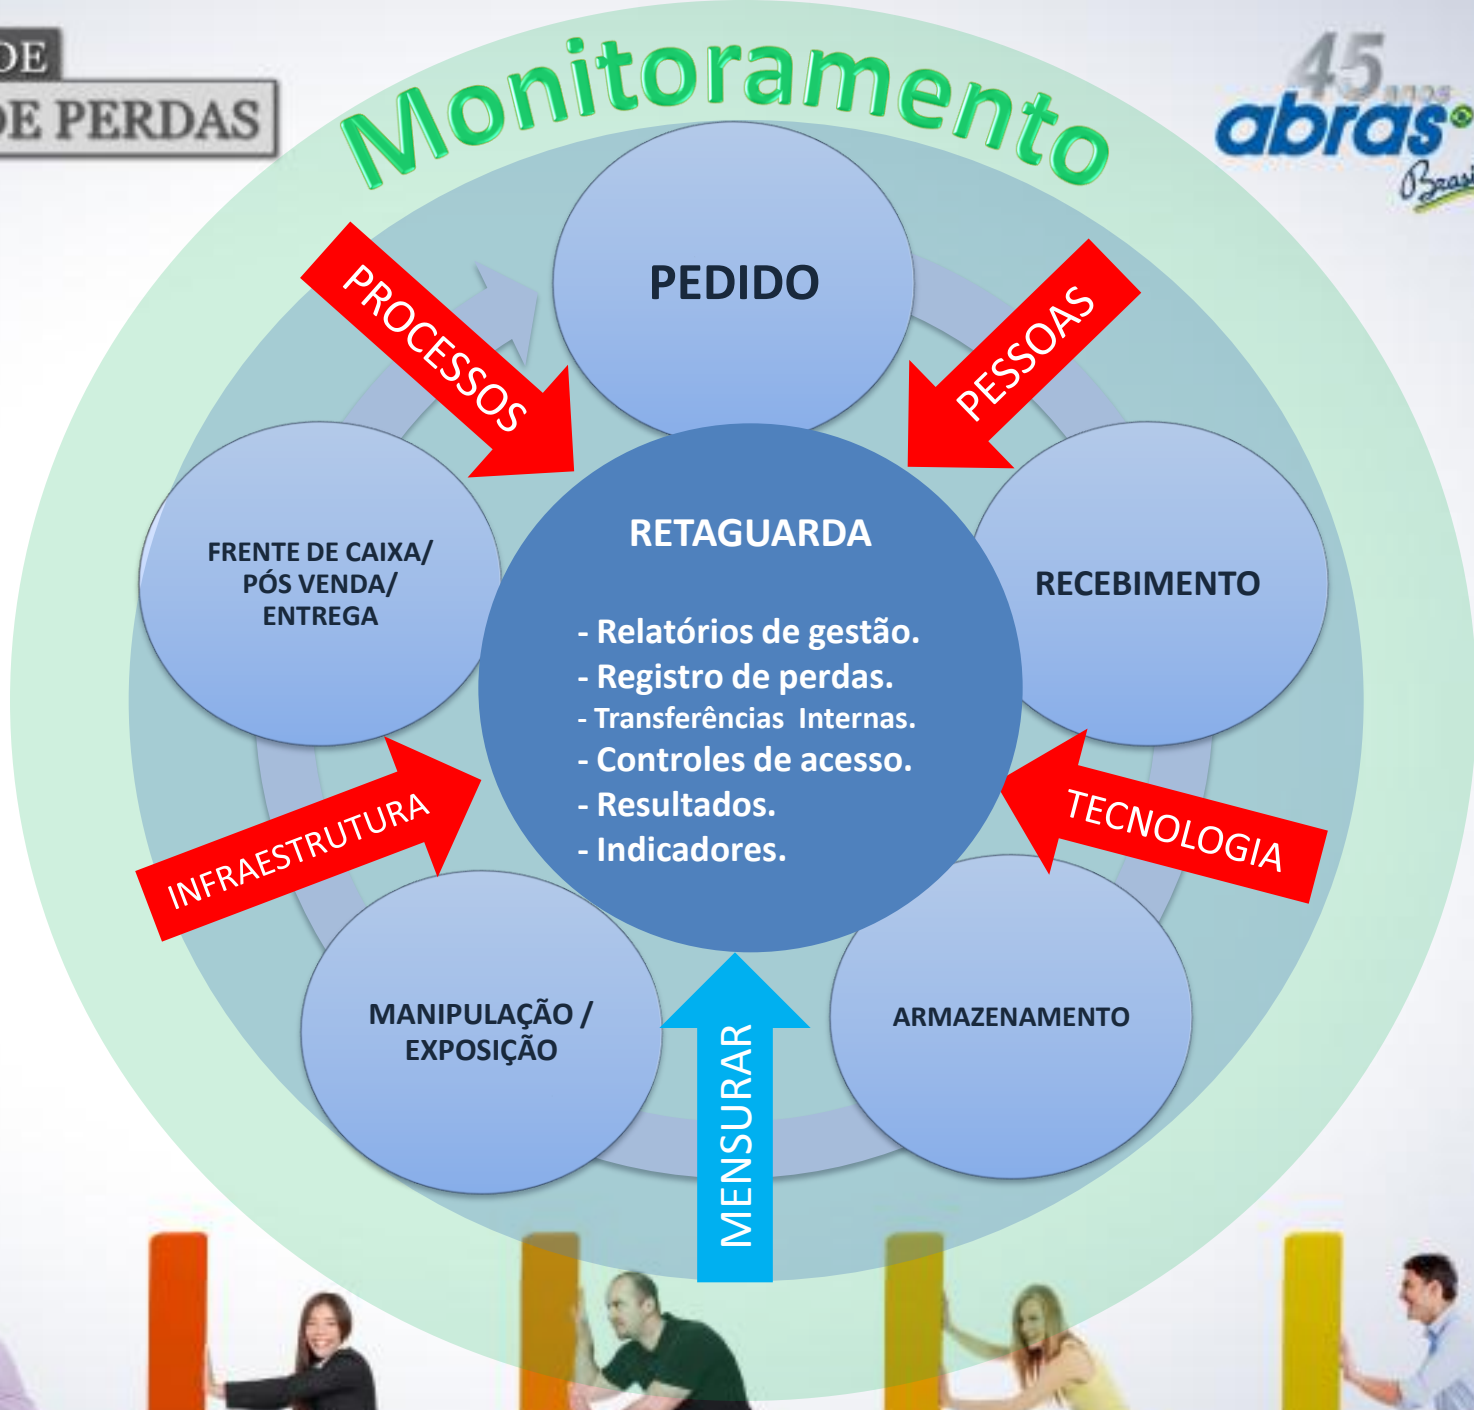 DE
DE PERDAS
45
anos
abras
Brasil
Monitoramento
PROCESSOS
PEDIDO
PESSOAS
FRENTE DE CAIXA/
PÓS VENDA/
ENTREGA
RETAGUARDA
- Relatórios de gestão.
- Registro de perdas.
- Transferências Internas.
- Controles de acesso.
- Resultados.
- Indicadores.
RECEBIMENTO
INFRAESTRUTURA
TECNOLOGIA
MANIPULAÇÃO /
EXPOSIÇÃO
MENSURAR
ARMAZENAMENTO